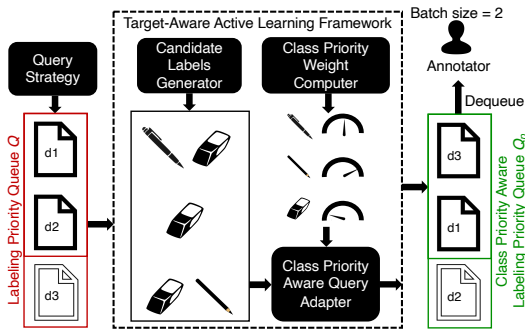 Batch size = 2
Target-Aware Active Learning Framework
Query
Strategy
Candidate
Labels
Generator
Class Priority
Weight
Computer
Annotator
Dequeue
Labeling Priority Queue Q
d1
d2
d3
Class Priority
Aware Query
Adapter
d3
d1
d2
Class Priority Aware
Labeling Priority Queue